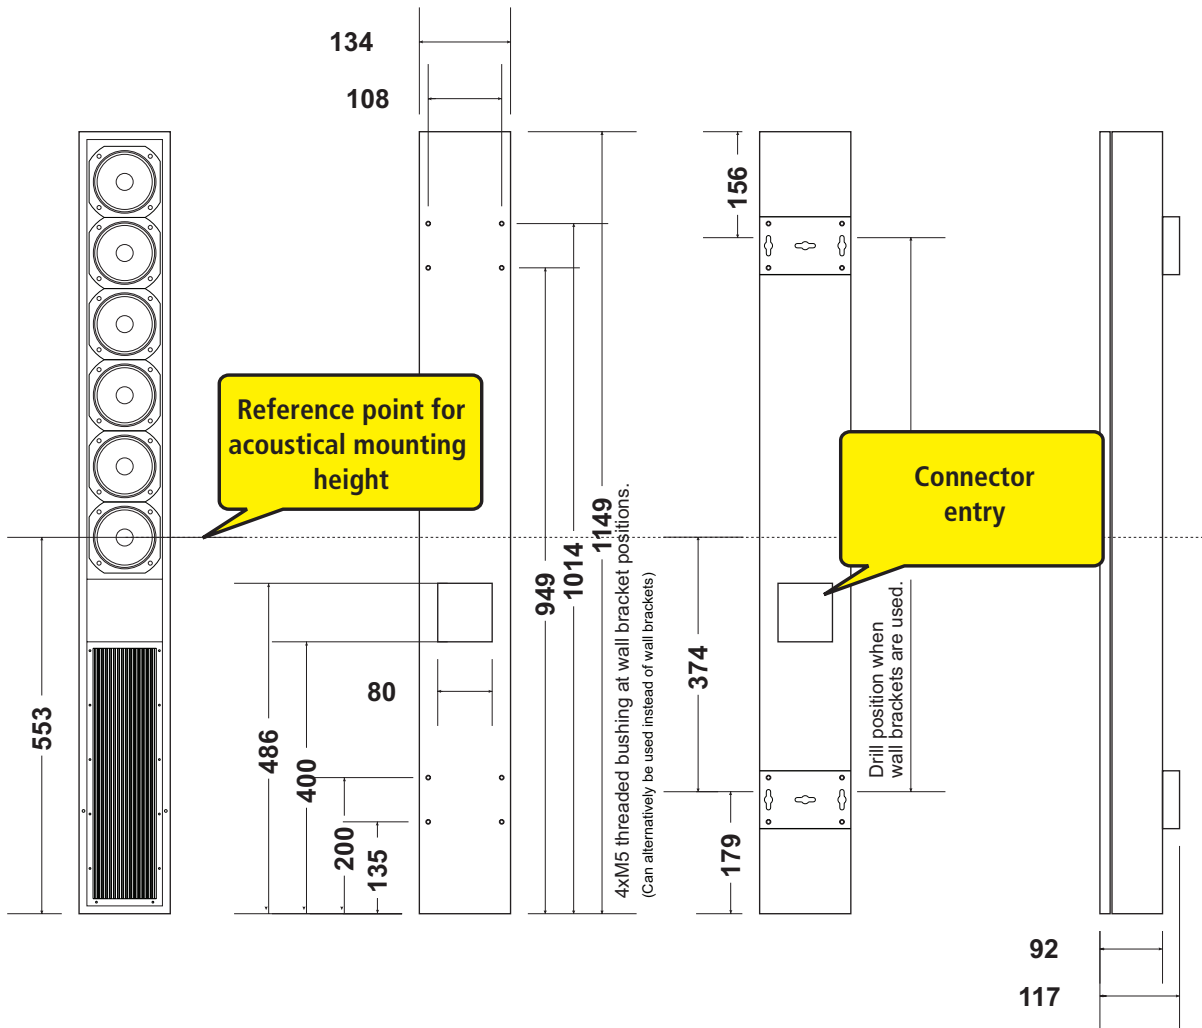 134
108
156
Reference point for
acoustical mounting
height
Connector
entry
553
486
400
200
135
80
949
1014
1149
4xM5 threaded bushing at wall bracket positions.
(Can alternatively be used instead of wall brackets)
374
179
Drill position when
wall brackets are used.
92
117